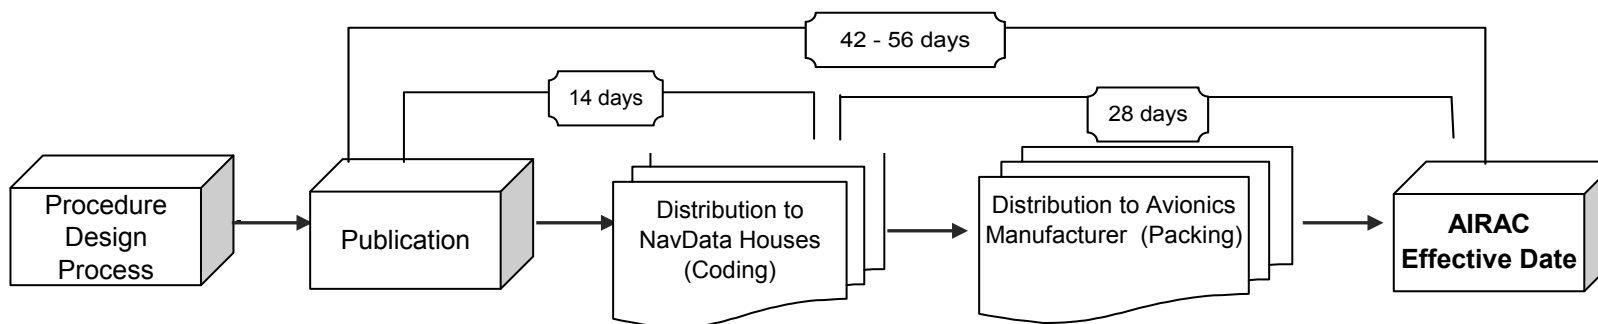 42 - 56 days
14 days
28 days
Procedure
Design
Process
Publication
Distribution to
NavData Houses
(Coding)
Distribution to Avionics
Manufacturer (Packing)
AIRAC
Effective Date